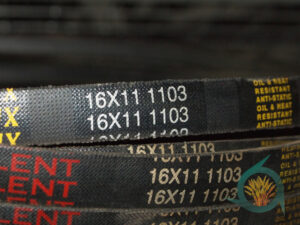 X
16X11 1103
OIL & HEAT
RESISTANT
ANTI-STATIC
16X11 1103
OIL & HEAT
RESISTANT
ANTI-STATIC
16X11 1103
LENT
16X11 1103
LENT
16X11 1103